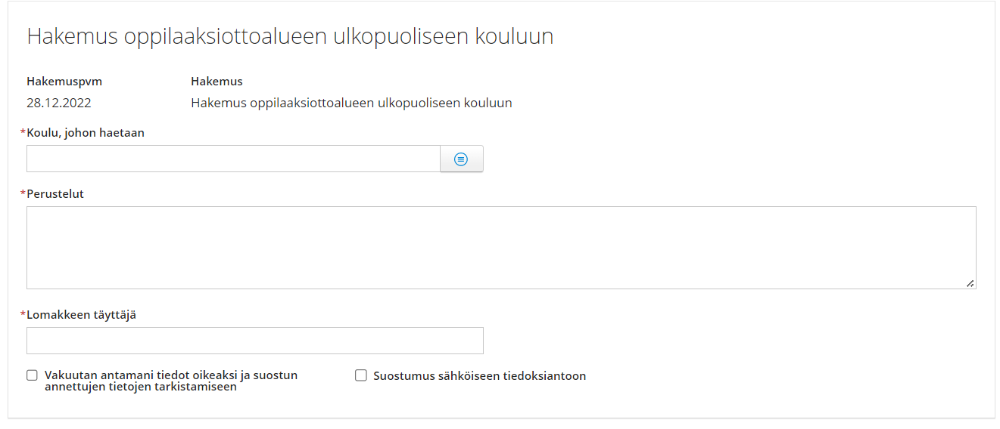 Hakemus oppilaaksiottoalueen ulkopuoliseen kouluun
Hakemuspvm Hakemus
28.12.2022 Hakemus oppilaaksiottoalueen ulkopuoliseen kouluun
*Koulu, johon haetaan
*Perustelut
*Lomakkeen täyttäjä
Vakuutan antamani tiedot oikeaksi ja suostun
annettujen tietojen tarkistamiseen
Suostumus sähköiseen tiedoksiantoon